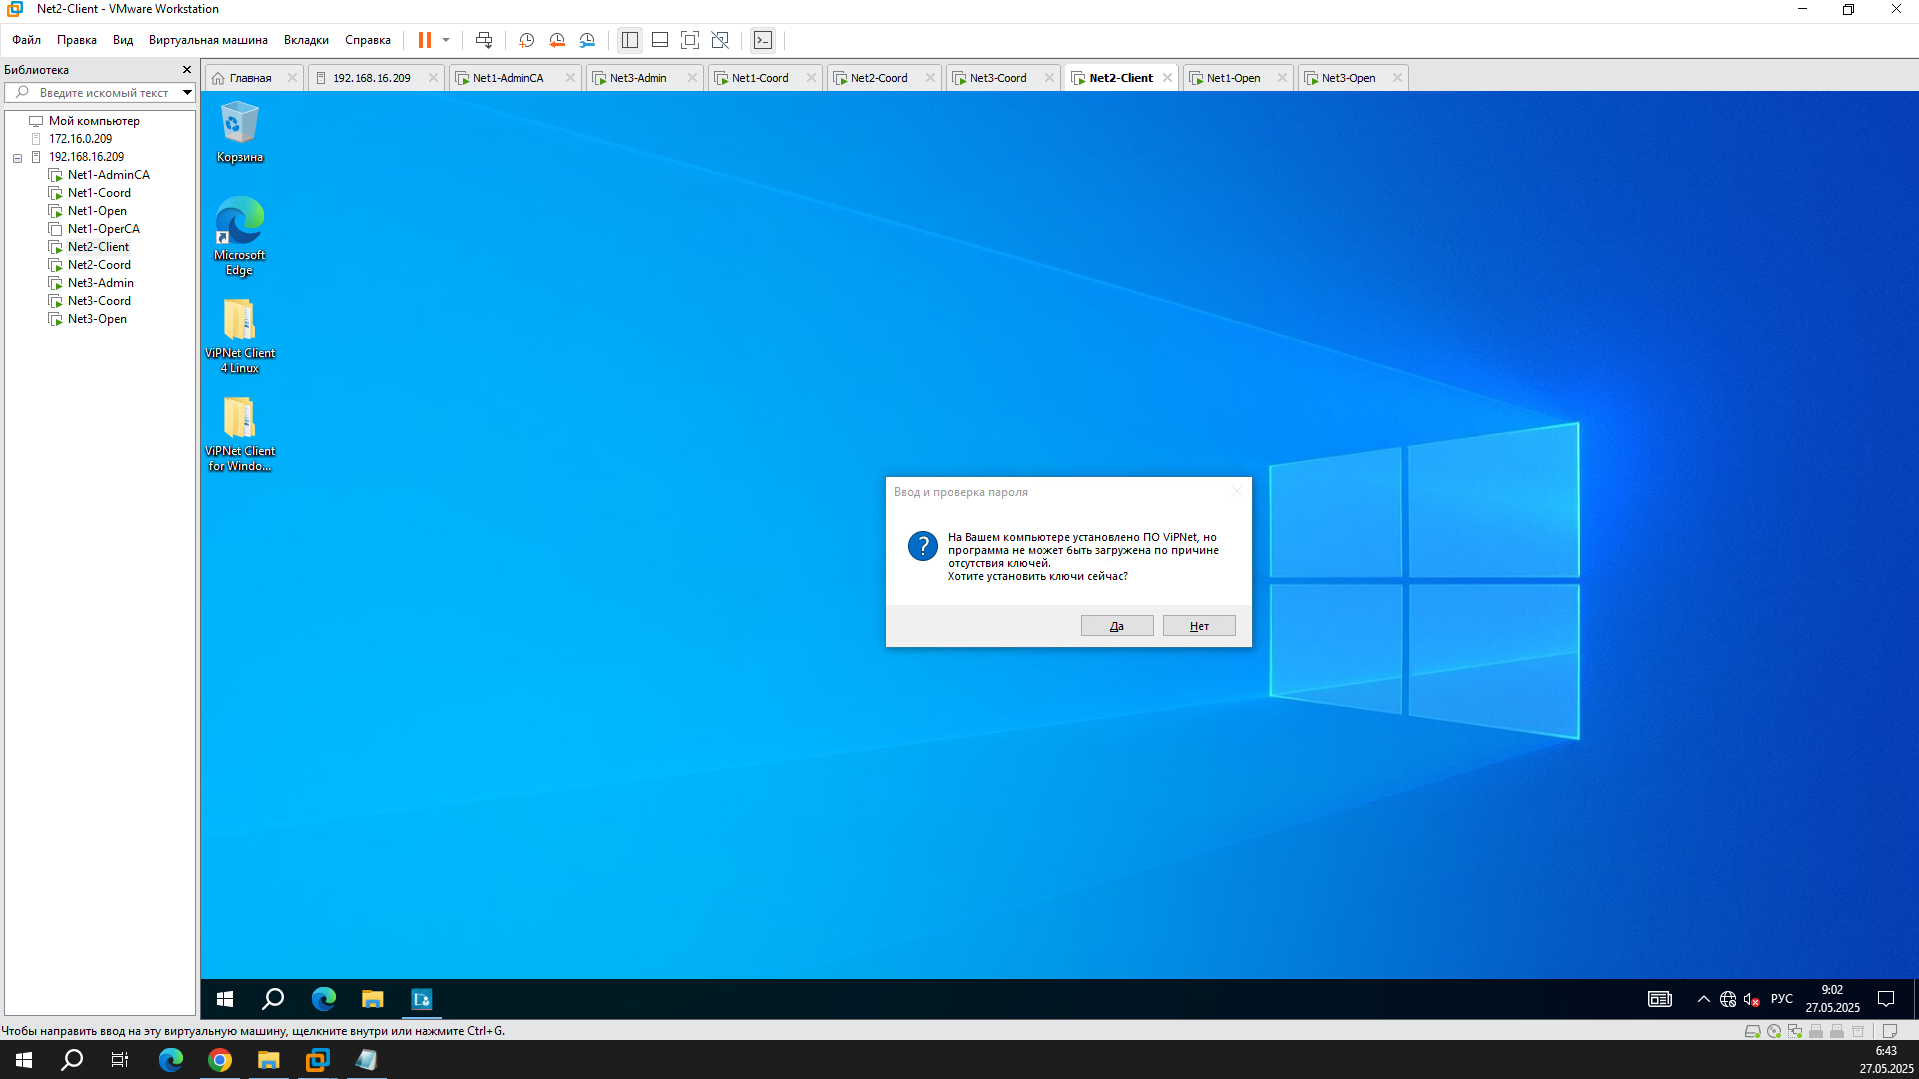 Net2-Client - VMware Workstation
Файл Правка Вид Виртуальная машина Вкладки Справка
Библиотека
Введите искомый текст
Мой компьютер
172.16.0.209
192.168.16.209
Net1-AdminCA
Net1-Coord
Net1-Open
Net1-OperCA
Net2-Client
Net2-Coord
Net3-Admin
Net3-Coord
Net3-Open
Главная 192.168.16.209 Net1-AdminCA Net3-Admin Net1-Coord Net2-Coord Net3-Coord Net2-Client Net1-Open Net3-Open
Корзина
Microsoft
Edge
ViPNet Client
4 Linux
ViPNet Client
for Windo...
Ввод и проверка пароля
На Вашем компьютере установлено ПО ViPNet, но
программа не может быть загружена по причине
отсутствия ключей.
Хотите установить ключи сейчас?
Да Нет
РУС
9:02
27.05.2025
Чтобы направить ввод на эту виртуальную машину, щелкните внутри или нажмите Ctrl+G.
6:43
27.05.2025